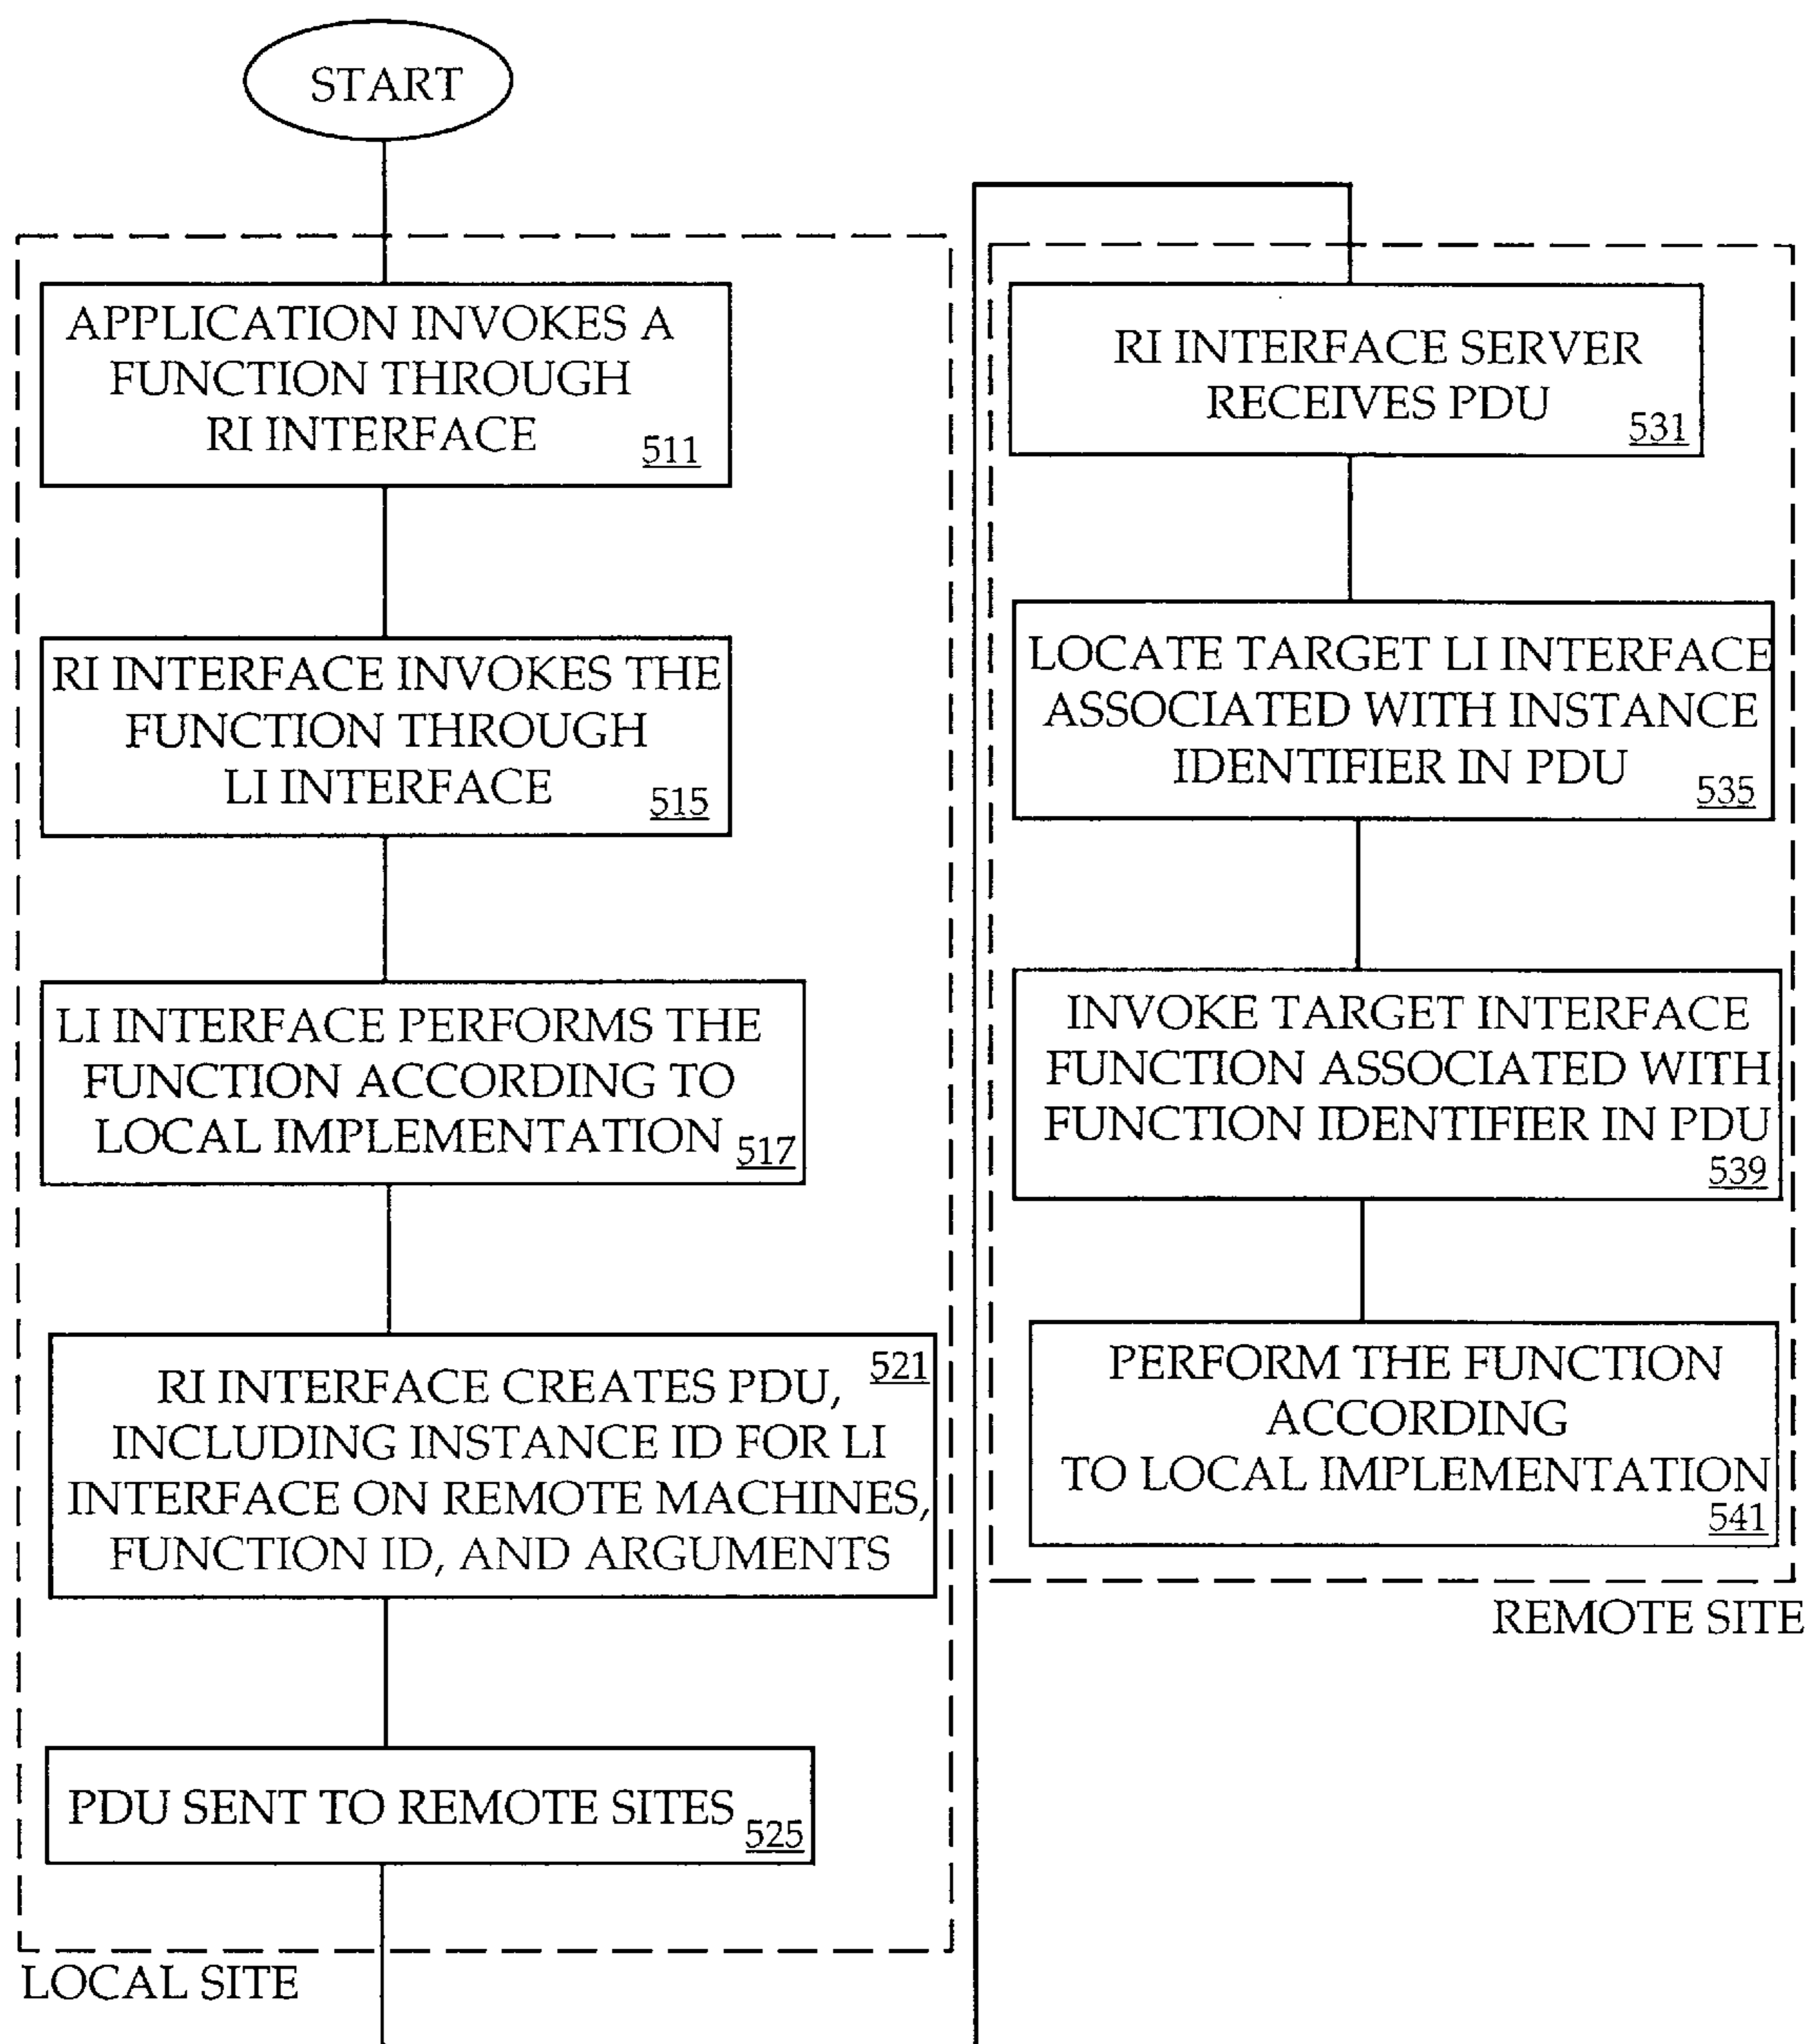 START
APPLICATION INVOKES A
FUNCTION THROUGH
RI INTERFACE
511
RI INTERFACE INVOKES THE
FUNCTION THROUGH
LI INTERFACE
515
LI INTERFACE PERFORMS THE
FUNCTION ACCORDING TO
LOCAL IMPLEMENTATION
517
521
RI INTERFACE CREATES PDU,
INCLUDING INSTANCE ID FOR LI
INTERFACE ON REMOTE MACHINES,
FUNCTION ID, AND ARGUMENTS
PDU SENT TO REMOTE SITES
525
LOCAL SITE
RI INTERFACE SERVER
RECEIVES PDU
531
LOCATE TARGET LI INTERFACE
ASSOCIATED WITH INSTANCE
IDENTIFIER IN PDU
535
INVOKE TARGET INTERFACE
FUNCTION ASSOCIATED WITH
FUNCTION IDENTIFIER IN PDU
539
PERFORM THE FUNCTION
ACCORDING
TO LOCAL IMPLEMENTATION
541
REMOTE SITE